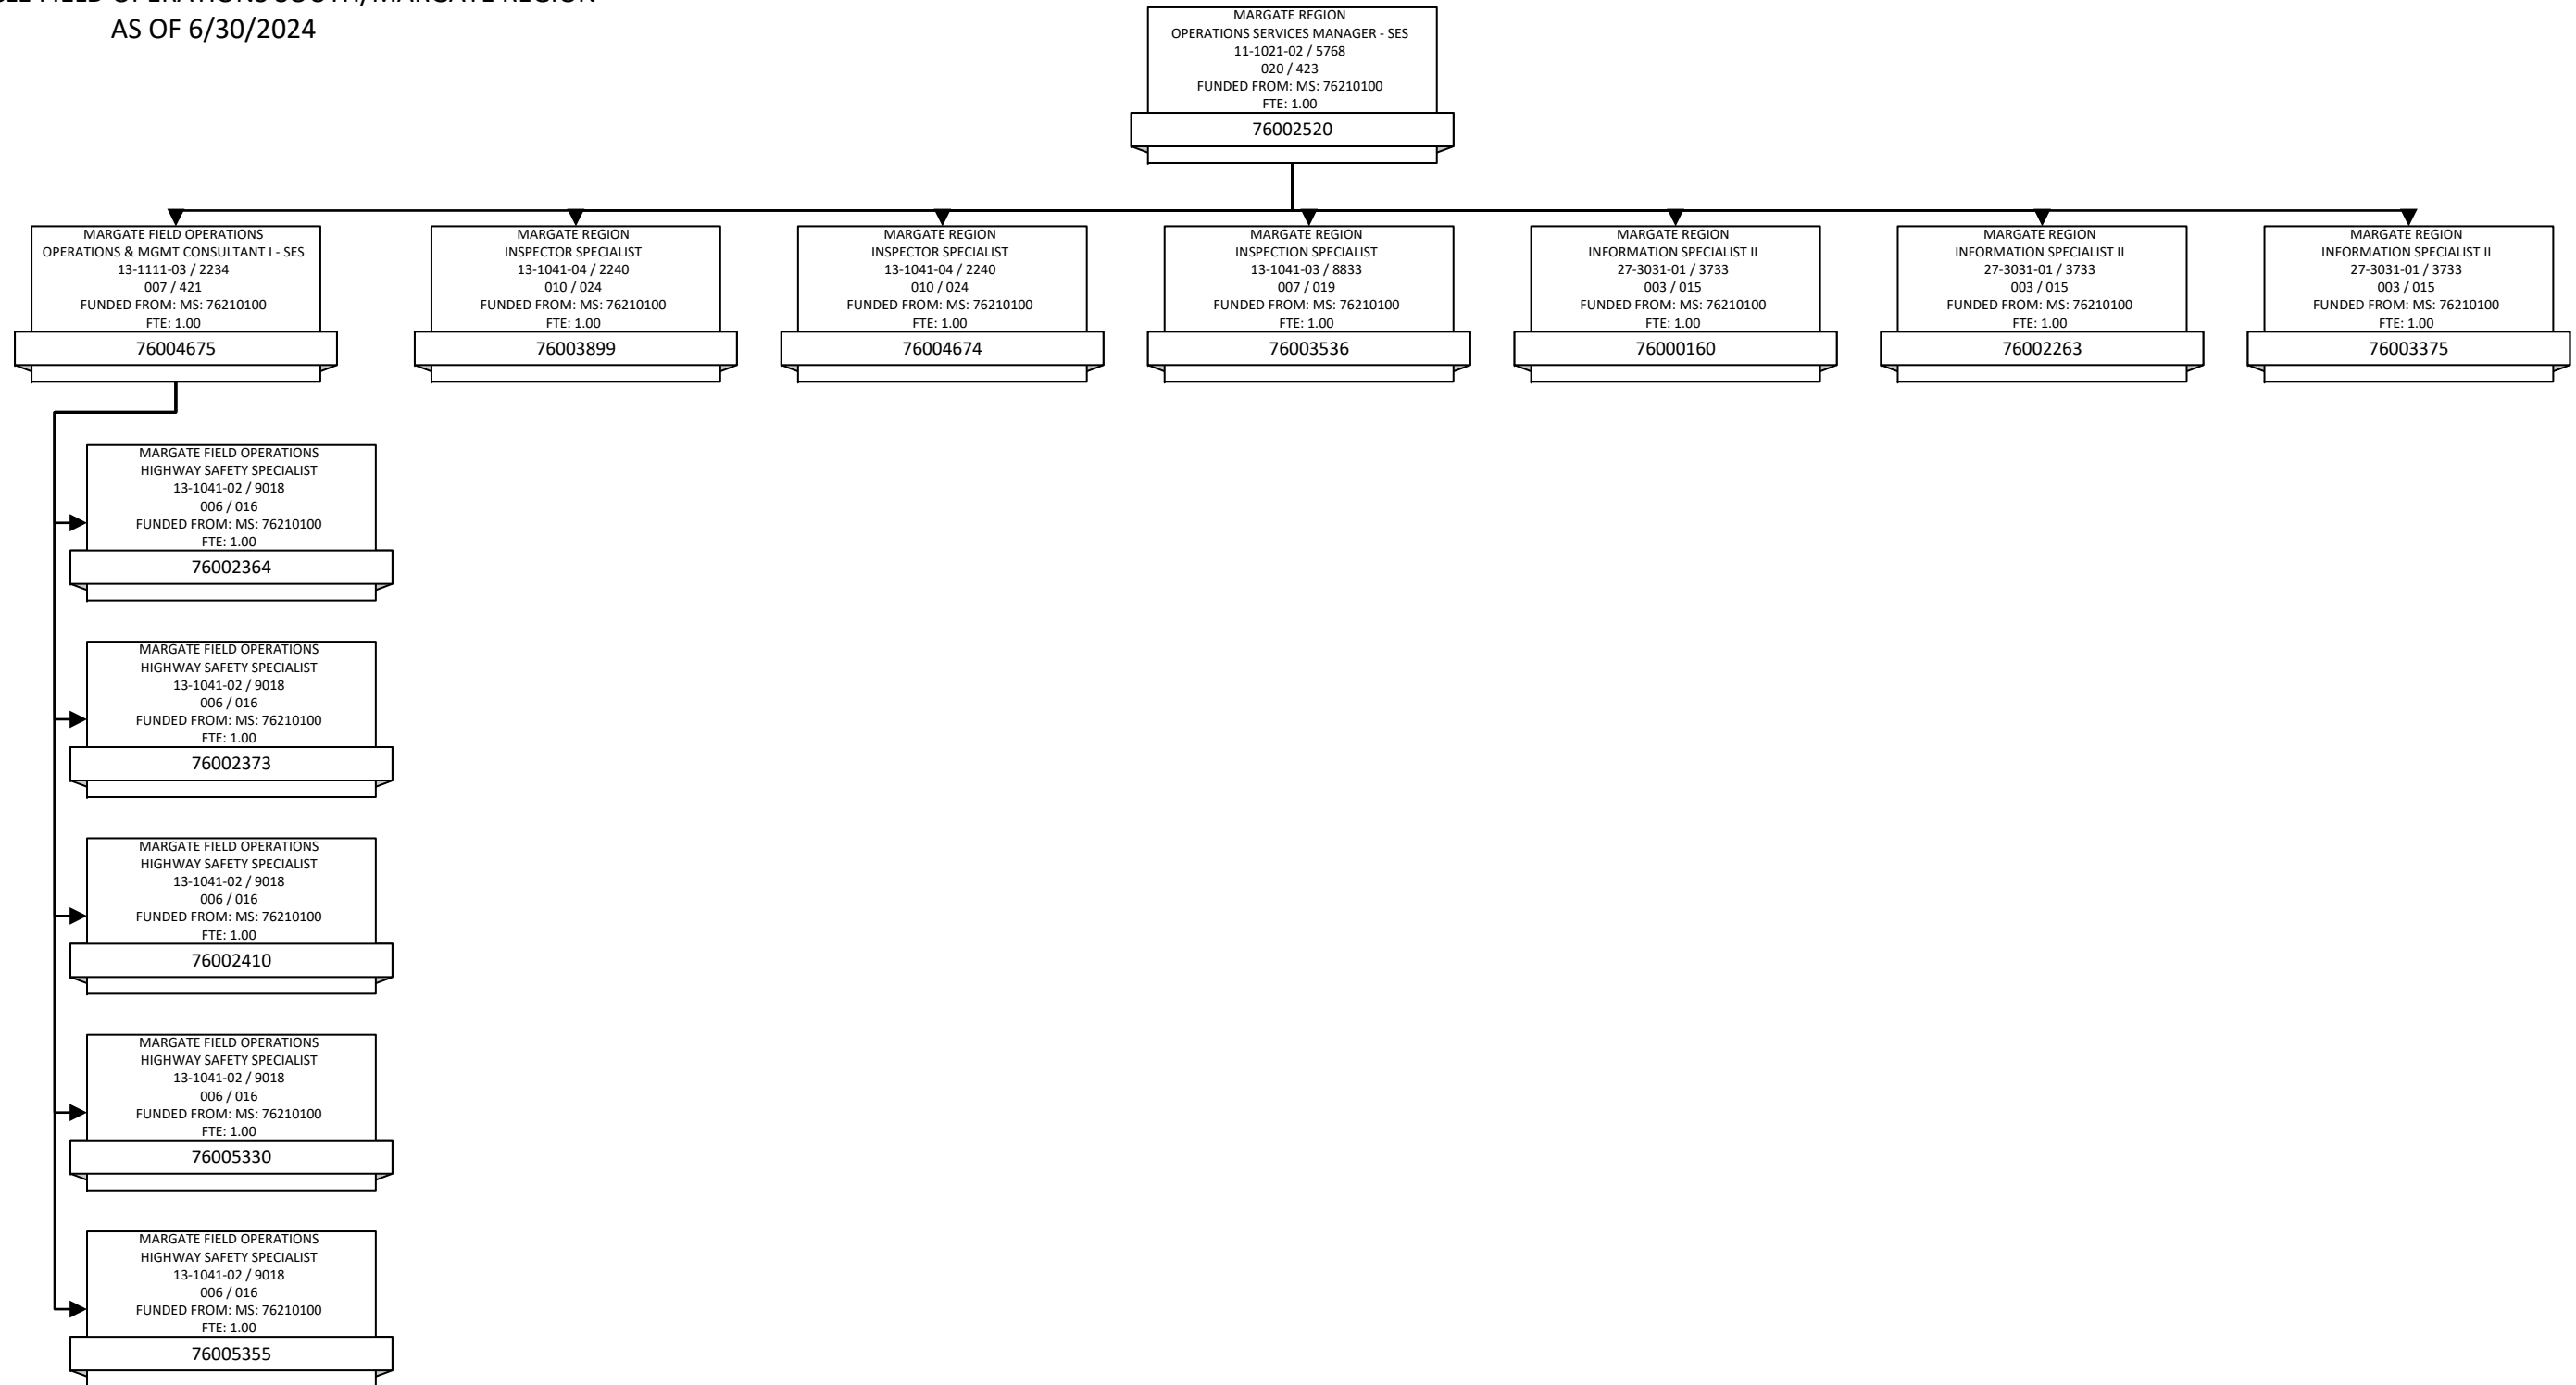 FIELD OPERATIONS SOUTH/MARGATE REGION
AS OF 6/30/2024
MARGATE REGION
OPERATIONS SERVICES MANAGER - SES
11-1021-02 / 5768
020 / 423
FUNDED FROM: MS: 76210100
FTE: 1.00
76002520
MARGATE FIELD OPERATIONS
OPERATIONS & MGMT CONSULTANT I - SES
13-1111-03 / 2234
007 / 421
FUNDED FROM: MS: 76210100
FTE: 1.00
76004675
MARGATE REGION
INSPECTOR SPECIALIST
13-1041-04 / 2240
010 / 024
FUNDED FROM: MS: 76210100
FTE: 1.00
76003899
MARGATE REGION
INSPECTOR SPECIALIST
13-1041-04 / 2240
010 / 024
FUNDED FROM: MS: 76210100
FTE: 1.00
76004674
MARGATE REGION
INSPECTION SPECIALIST
13-1041-03 / 8833
007 / 019
FUNDED FROM: MS: 76210100
FTE: 1.00
76003536
MARGATE REGION
INFORMATION SPECIALIST II
27-3031-01 / 3733
003 / 015
FUNDED FROM: MS: 76210100
FTE: 1.00
76000160
MARGATE REGION
INFORMATION SPECIALIST II
27-3031-01 / 3733
003 / 015
FUNDED FROM: MS: 76210100
FTE: 1.00
76002263
MARGATE REGION
INFORMATION SPECIALIST II
27-3031-01 / 3733
003 / 015
FUNDED FROM: MS: 76210100
FTE: 1.00
76003375
MARGATE FIELD OPERATIONS
HIGHWAY SAFETY SPECIALIST
13-1041-02 / 9018
006 / 016
FUNDED FROM: MS: 76210100
FTE: 1.00
76002364
MARGATE FIELD OPERATIONS
HIGHWAY SAFETY SPECIALIST
13-1041-02 / 9018
006 / 016
FUNDED FROM: MS: 76210100
FTE: 1.00
76002373
MARGATE FIELD OPERATIONS
HIGHWAY SAFETY SPECIALIST
13-1041-02 / 9018
006 / 016
FUNDED FROM: MS: 76210100
FTE: 1.00
76002410
MARGATE FIELD OPERATIONS
HIGHWAY SAFETY SPECIALIST
13-1041-02 / 9018
006 / 016
FUNDED FROM: MS: 76210100
FTE: 1.00
76005330
MARGATE FIELD OPERATIONS
HIGHWAY SAFETY SPECIALIST
13-1041-02 / 9018
006 / 016
FUNDED FROM: MS: 76210100
FTE: 1.00
76005355